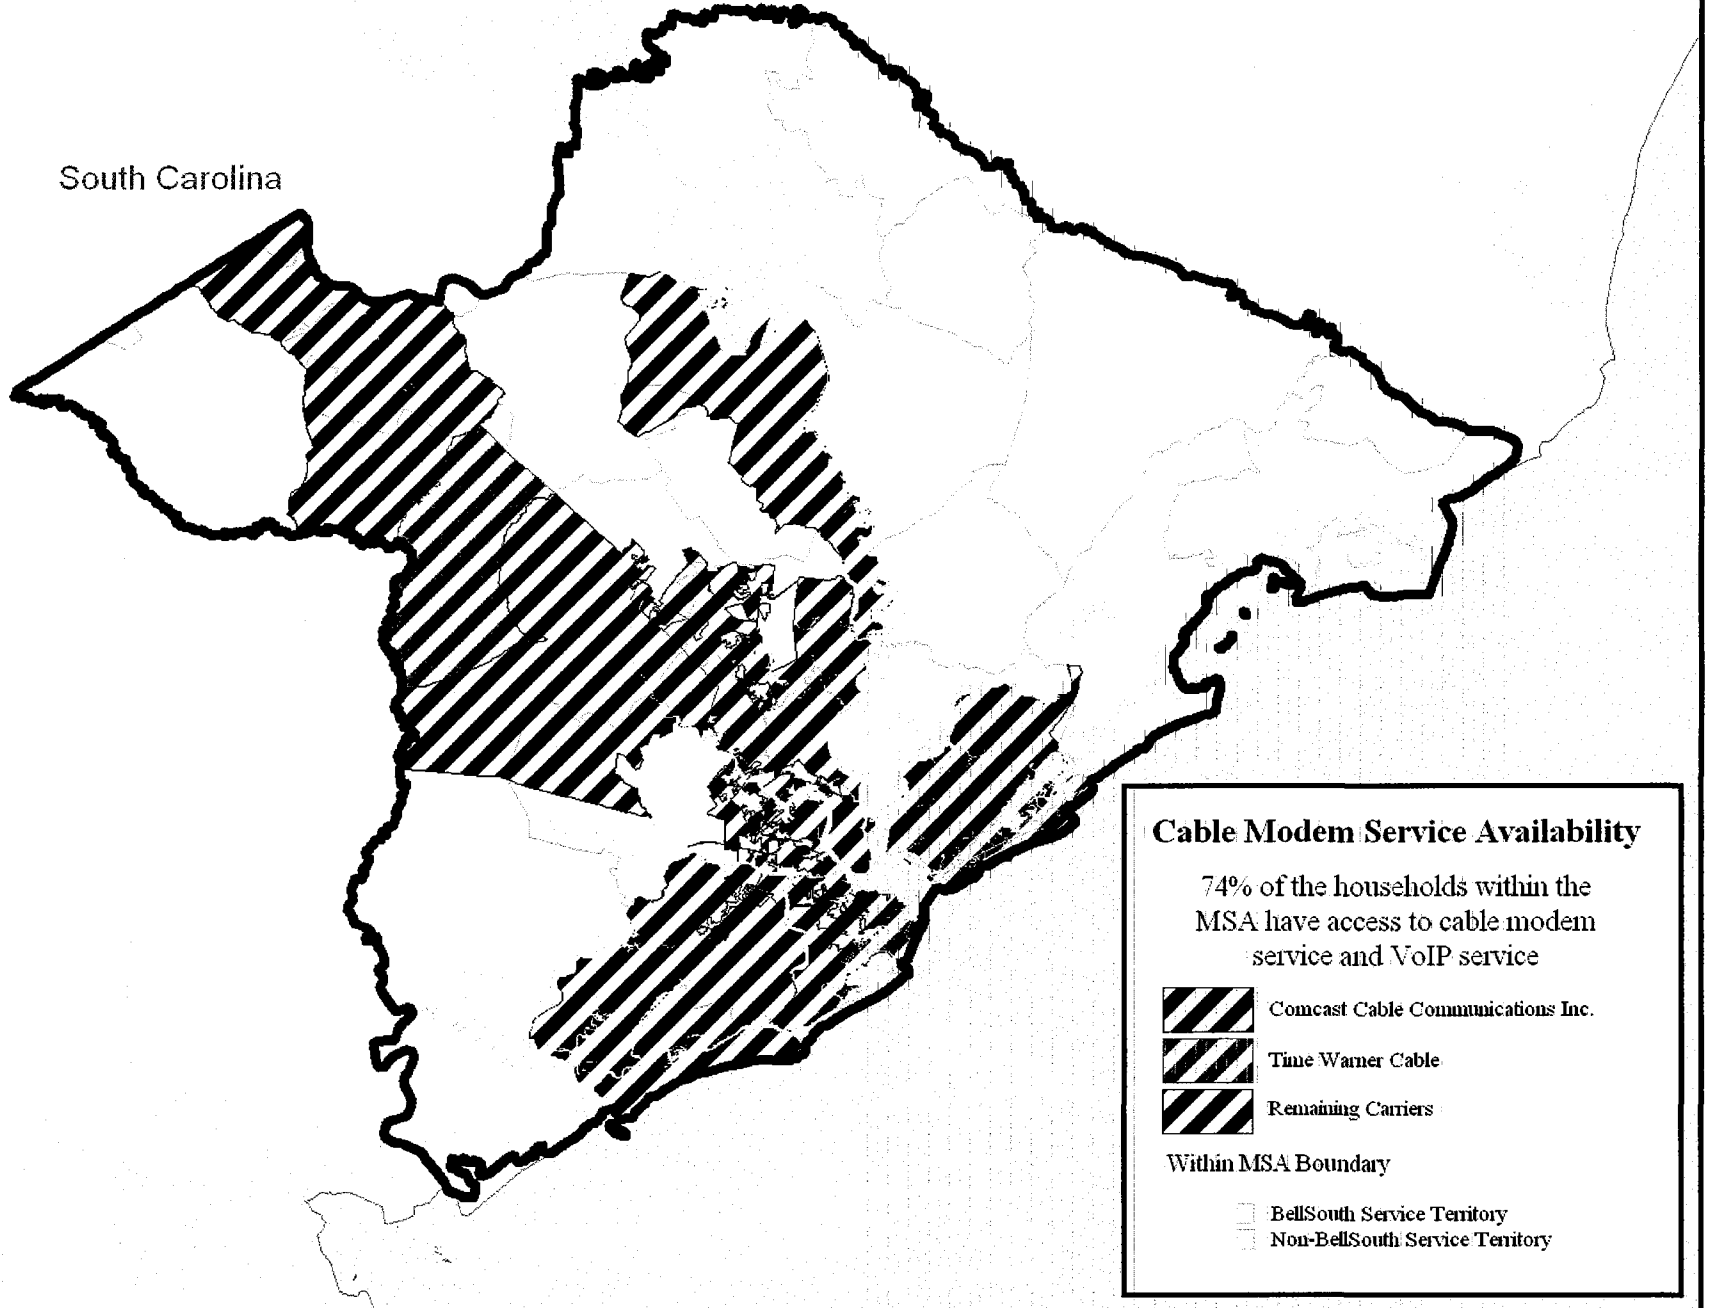 South Carolina
Cable Modem Service Availability
74% of the households within the
MSA have access to cable modem
service and VoIP service
Comcast Cable Communications Inc.
Time Warner Cable
Remaining Carriers
Within MSA Boundary
BellSouth Service Territory
Non-BellSouth Service Territory